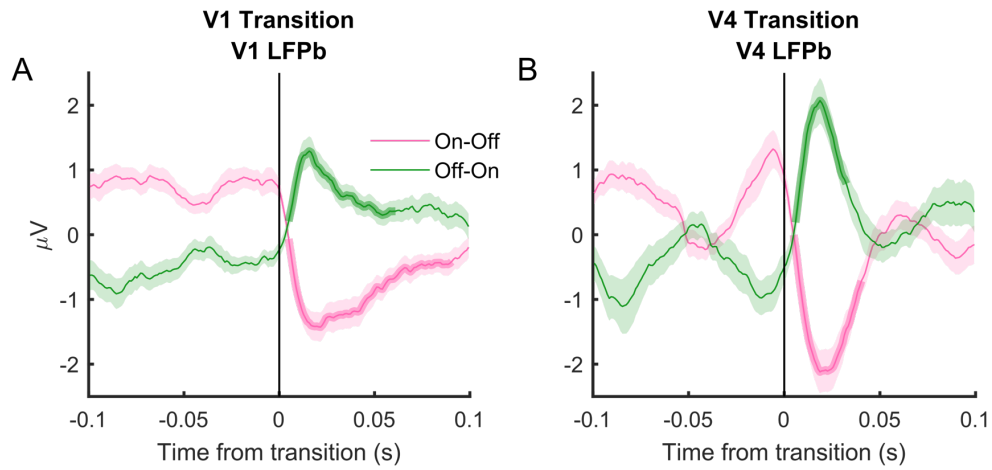 V1 Transition
V1 LFPb
A
2
1
0
-1
-2
μV
On-Off
Off-On
-0.1
-0.05
0
0.05
0.1
Time from transition (s)
V4 Transition
V4 LFPb
B
2
1
0
-1
-2
-0.1
-0.05
0
0.05
0.1
Time from transition (s)